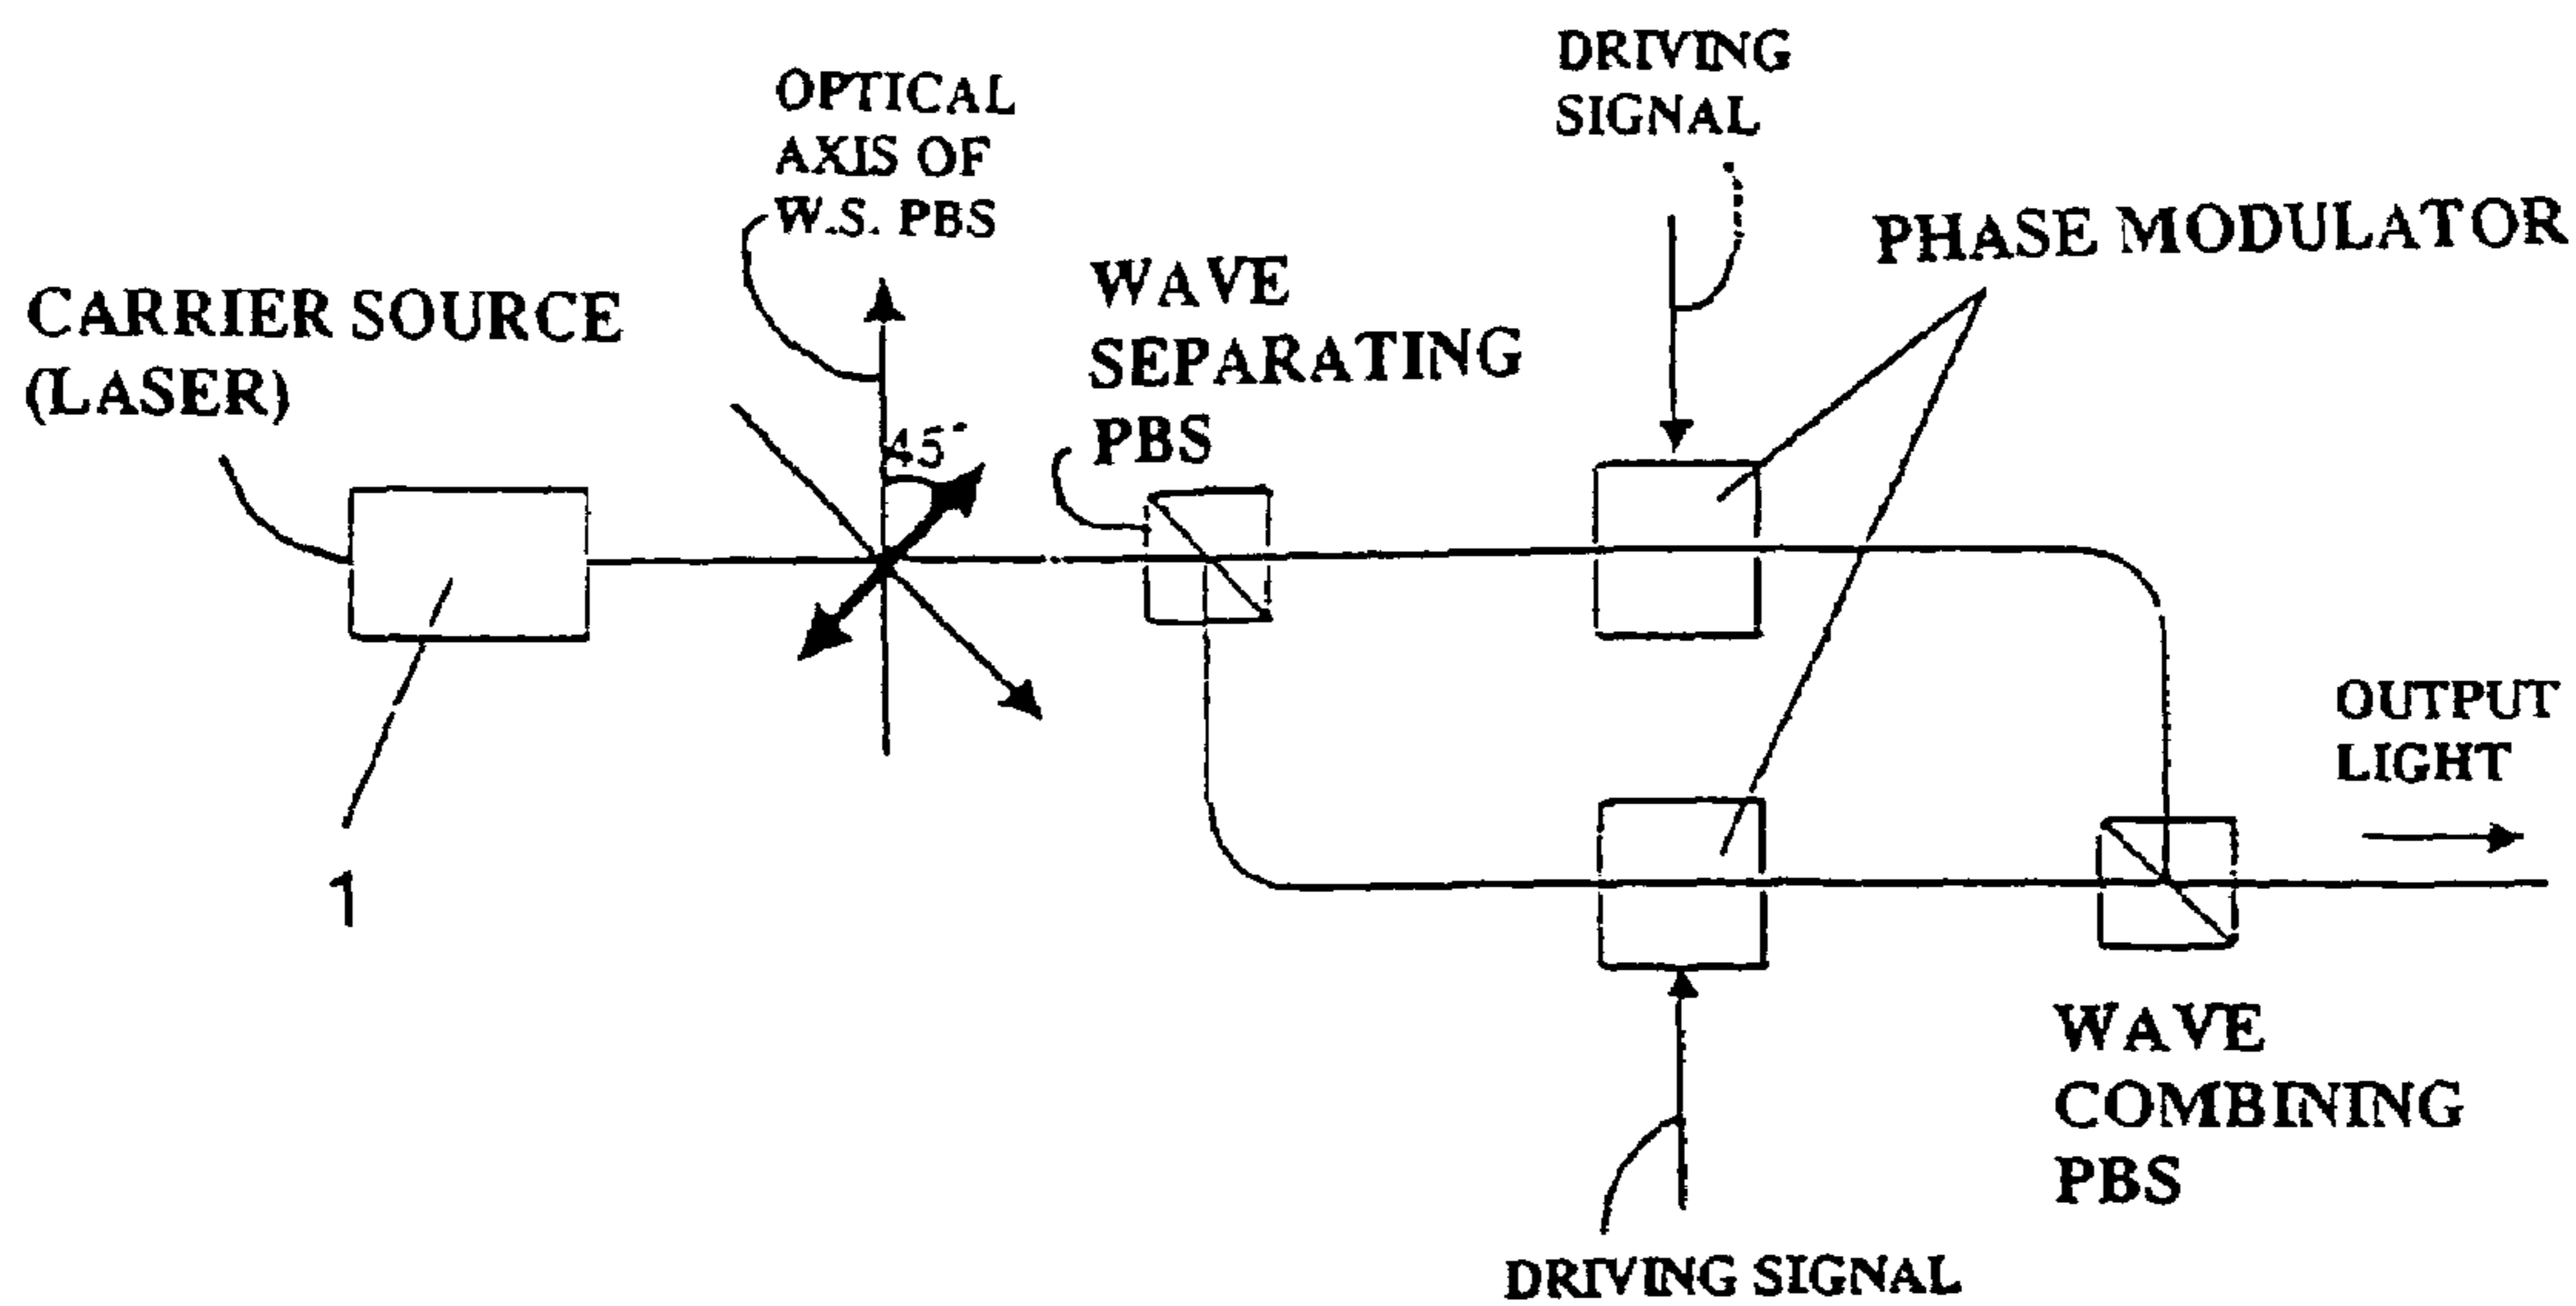 OPTICAL
AXIS OF
W.S. PBS
DRIVING
SIGNAL
PHASE MODULATOR
CARRIER SOURCE
(LASER)
WAVE
SEPARATING
PBS
45°
1
OUTPUT
LIGHT
WAVE
COMBINING
PBS
DRIVING SIGNAL